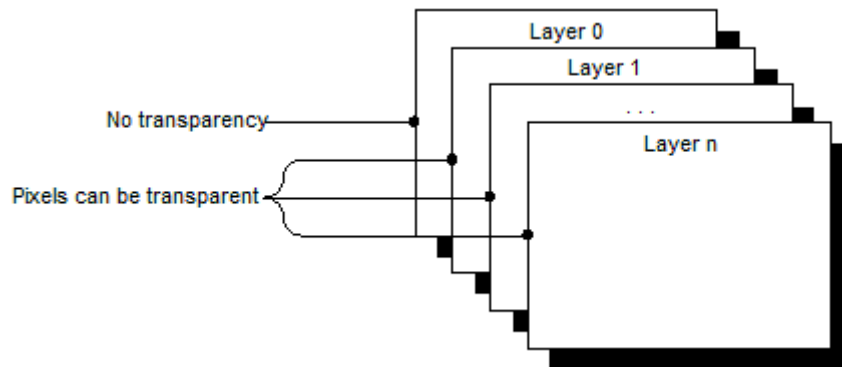 Layer 0
Layer 1
No transparency
. . .
Layer n
Pixels can be transparent